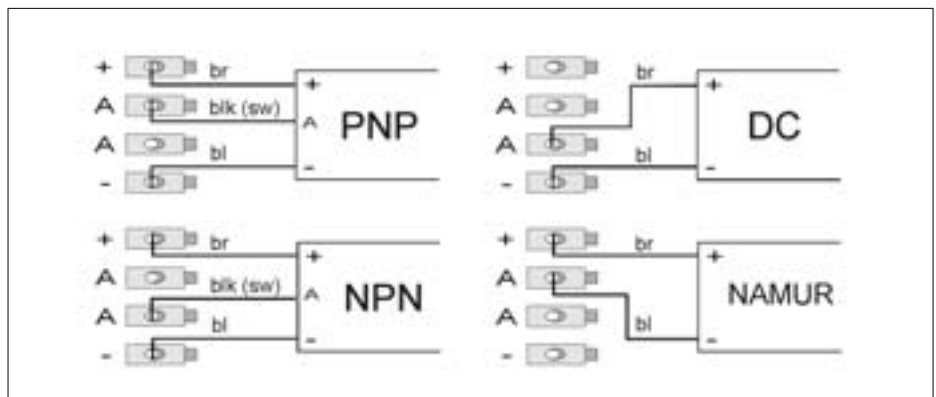 + br +
A blk (sw) A PNP
A bl
- -
+ br +
A DC
A bl
- -
+ br +
A blk (sw) A NPN
A bl
- -
+ br +
A NAMUR
A bl
- -